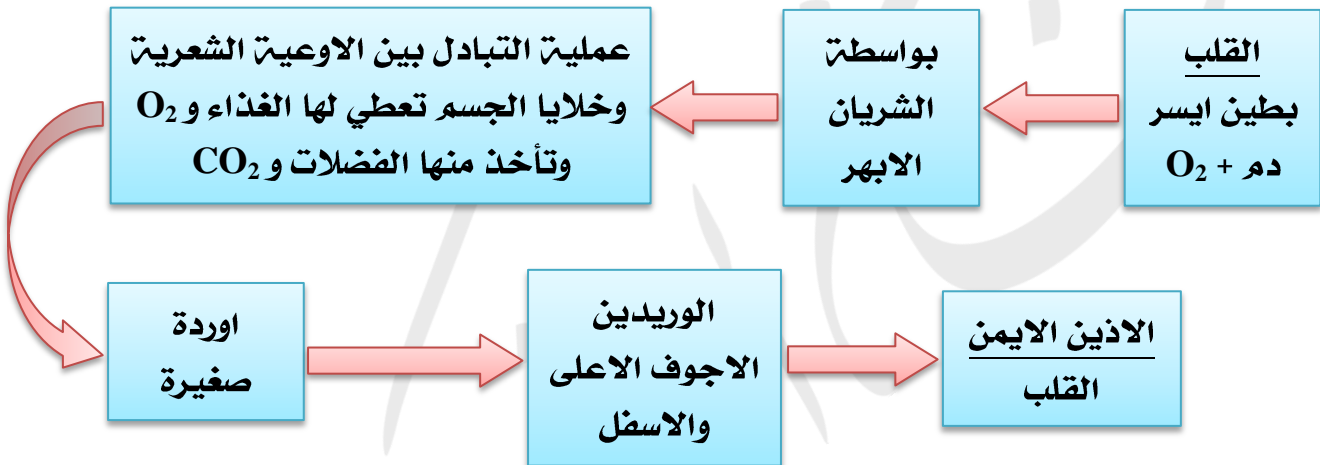 القلب
بطين ايسر
دم + O₂
بواسطة
الشريان
الابهر
عملية التبادل بين الاوعية الشعرية
وخلايا الجسم تعطي لها الغذاء و O₂
وتأخذ منها الفضلات و CO₂
اوردة
صغيرة
الوريدين
الاجوف الاعلى
والاسفل
الاذين الايمن
القلب